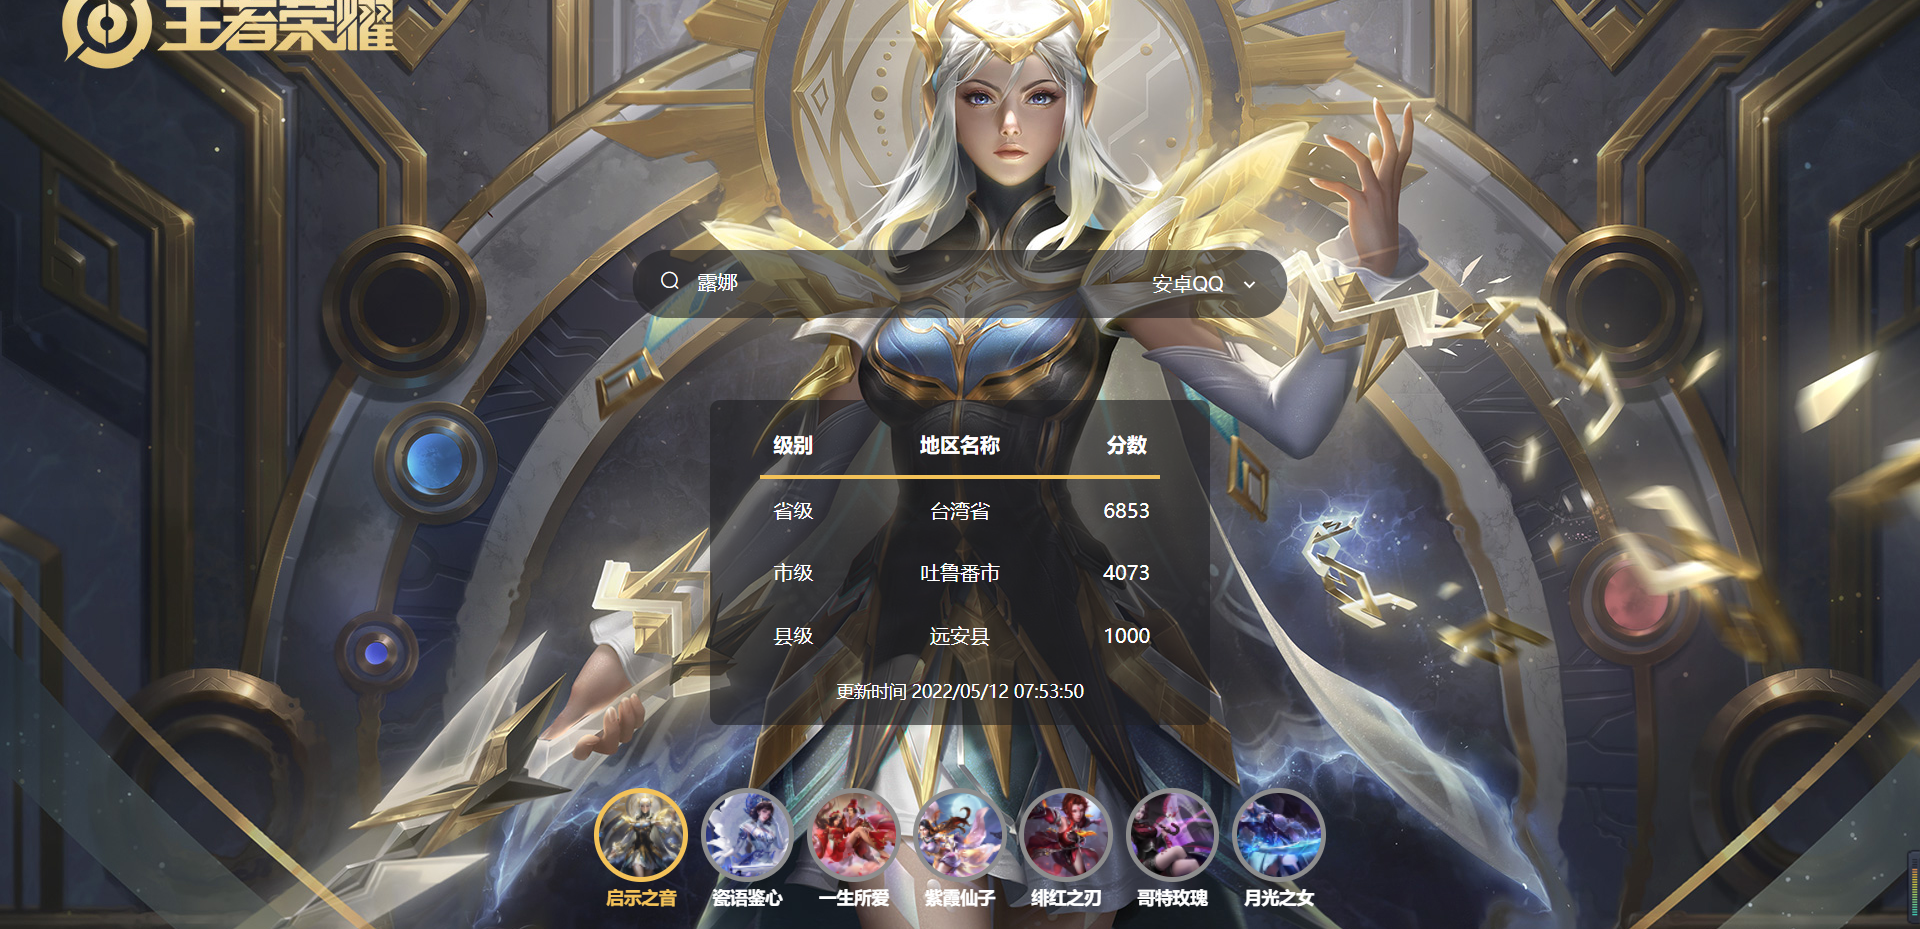 王者荣耀
露娜 安卓QQ
级别 地区名称 分数
省级 台湾省 6853
市级 吐鲁番市 4073
县级 远安县 1000
更新时间 2022/05/12 07:53:50
启示之音 瓷语鉴心 一生所爱 紫霞仙子 绯红之刃 哥特玫瑰 月光之女